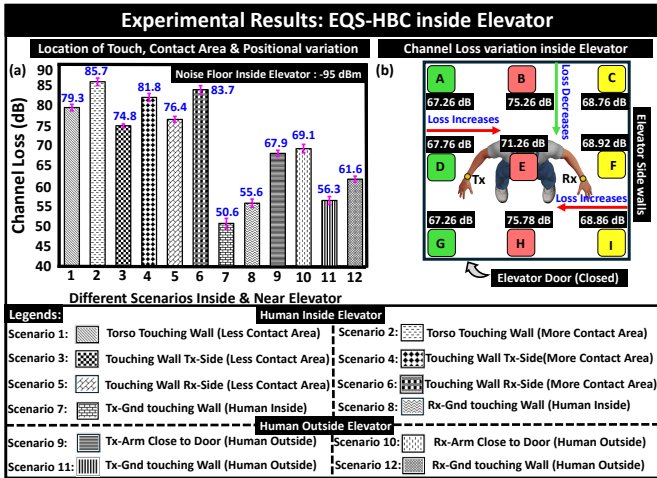 Experimental Results: EQS-HBC inside Elevator
Location of Touch, Contact Area & Positional variation
Channel Loss variation inside Elevator
(a)
Channel Loss (dB)
90
85
80
75
70
65
60
55
50
45
40
Noise Floor Inside Elevator : -95 dBm
79.3
85.7
74.8
81.8
76.4
83.7
50.6
55.6
67.9
69.1
56.3
61.6
1 2 3 4 5 6 7 8 9 10 11 12
Different Scenarios Inside & Near Elevator
(b)
A
B
C
67.26 dB
75.26 dB
68.76 dB
Loss Decreases
Loss Increases
67.76 dB
71.26 dB
68.92 dB
D
E
F
Tx
Rx
Loss Increases
67.26 dB
75.78 dB
68.86 dB
G
H
I
Elevator Side walls
Elevator Door (Closed)
Legends:
Human Inside Elevator
Scenario 1: Torso Touching Wall (Less Contact Area)
Scenario 2: Torso Touching Wall (More Contact Area)
Scenario 3: Touching Wall Tx-Side (Less Contact Area)
Scenario 4: Touching Wall Tx-Side(More Contact Area)
Scenario 5: Touching Wall Rx-Side (Less Contact Area)
Scenario 6: Touching Wall Rx-Side (More Contact Area)
Scenario 7: Tx-Gnd touching Wall (Human Inside)
Scenario 8: Rx-Gnd touching Wall (Human Inside)
Human Outside Elevator
Scenario 9: Tx-Arm Close to Door (Human Outside)
Scenario 10: Rx-Arm Close to Door (Human Outside)
Scenario 11: Tx-Gnd touching Wall (Human Outside)
Scenario 12: Rx-Gnd touching Wall (Human Outside)